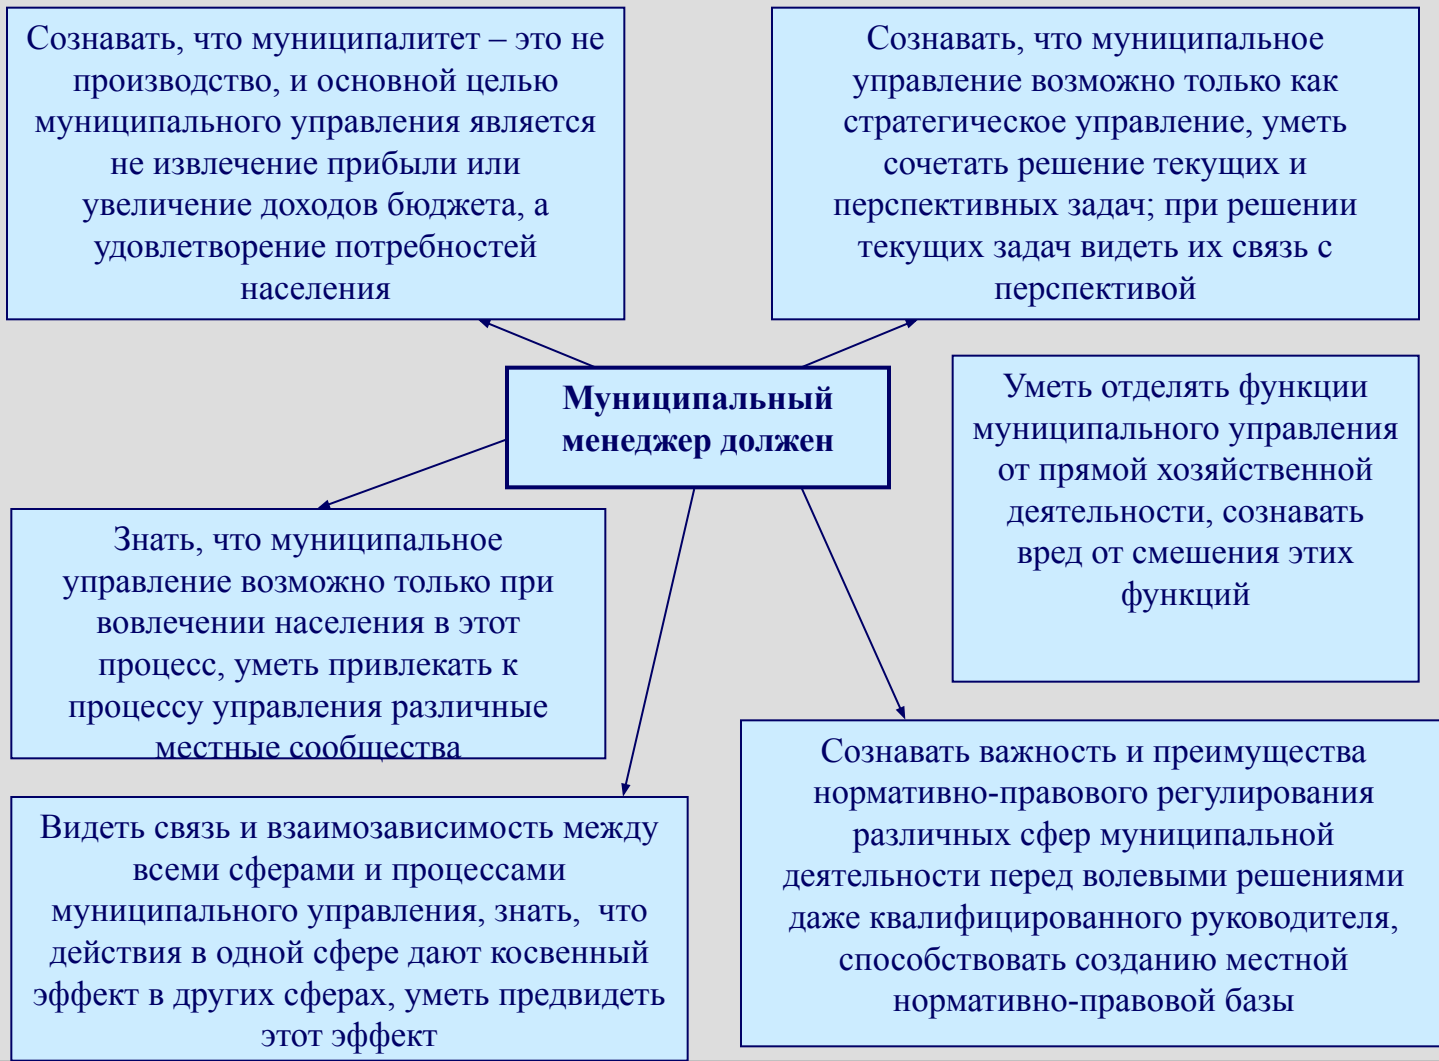 Сознавать, что муниципалитет – это не
производство, и основной целью
муниципального управления является
не извлечение прибыли или
увеличение доходов бюджета, а
удовлетворение потребностей
населения
Сознавать, что муниципальное
управление возможно только как
стратегическое управление, уметь
сочетать решение текущих и
перспективных задач; при решении
текущих задач видеть их связь с
перспективой
Муниципальный
менеджер должен
Уметь отделять функции
муниципального управления
от прямой хозяйственной
деятельности, сознавать
вред от смешения этих
функций
Знать, что муниципальное
управление возможно только при
вовлечении населения в этот
процесс, уметь привлекать к
процессу управления различные
местные сообщества
Сознавать важность и преимущества
нормативно-правового регулирования
различных сфер муниципальной
деятельности перед волевыми решениями
даже квалифицированного руководителя,
способствовать созданию местной
нормативно-правовой базы
Видеть связь и взаимозависимость между
всеми сферами и процессами
муниципального управления, знать, что
действия в одной сфере дают косвенный
эффект в других сферах, уметь предвидеть
этот эффект